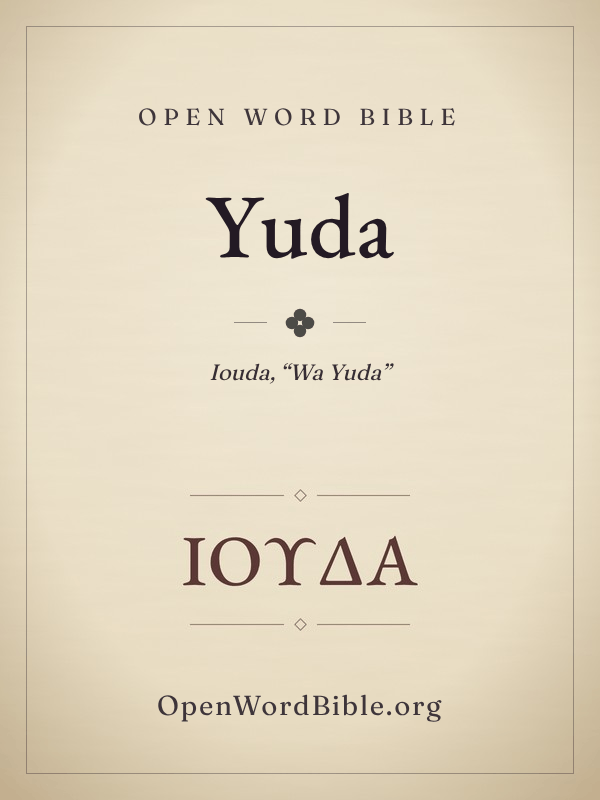 OPEN WORD BIBLE
Yuda
Iouda, “Wa Yuda”
ΙΟΥΔΑ
OpenWordBible.org